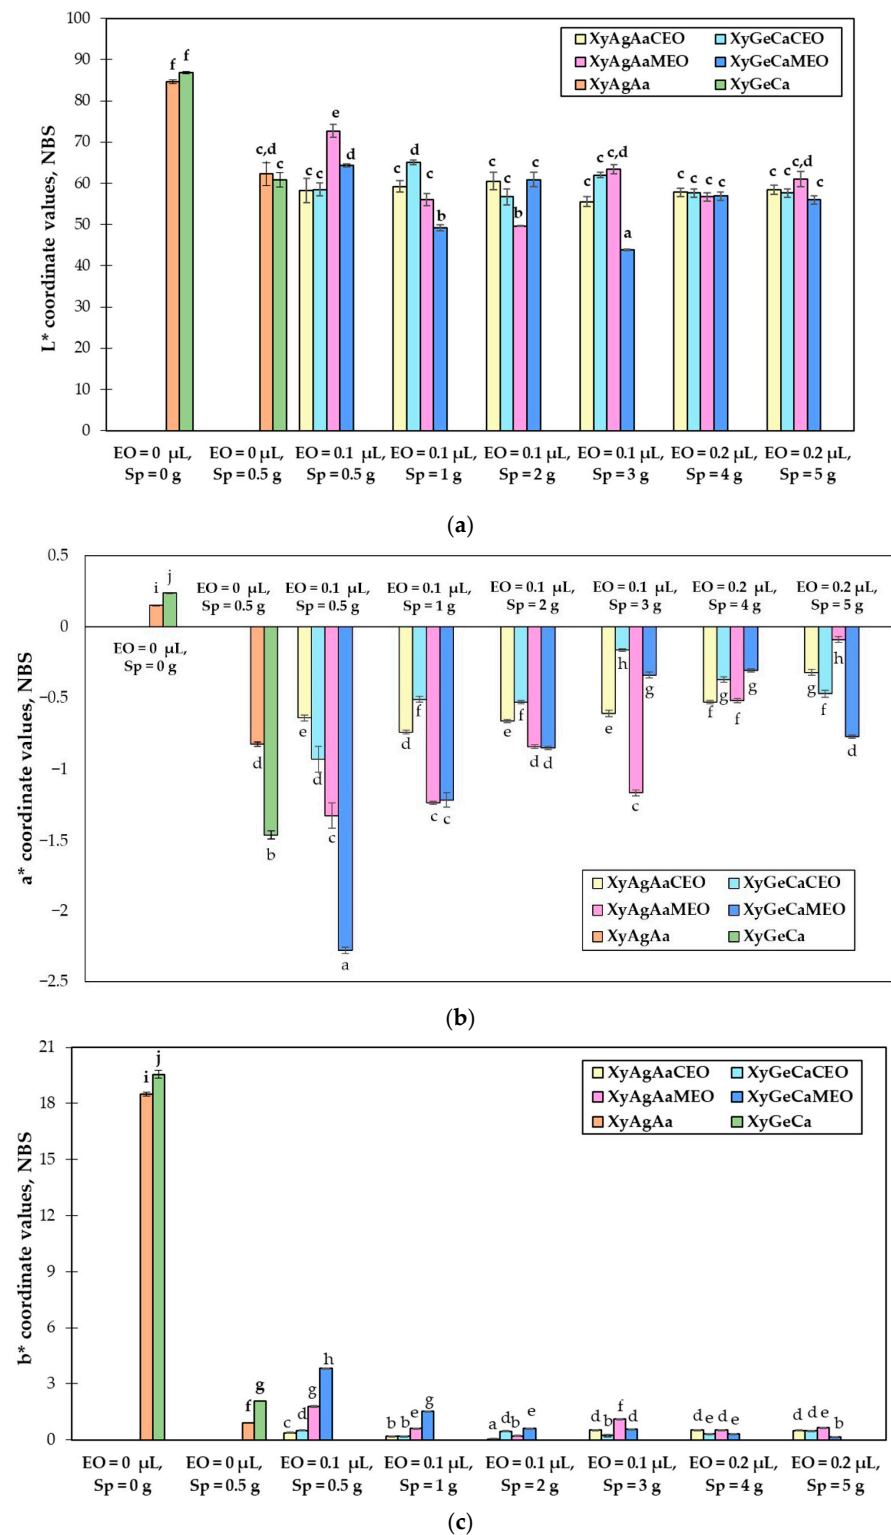 100
90
80
70
60
50
40
30
20
10
0
L* coordinate values, NBS
XyAgAaCEO XyGeCaCEO
XyAgAaMEO XyGeCaMEO
XyAgAa XyGeCa
f f
c,d c c c e d c d c b c c b c c c c,d a c c c c c c c,d c
EO = 0 μL, EO = 0 μL, EO = 0.1 μL, EO = 0.1 μL, EO = 0.1 μL, EO = 0.1 μL, EO = 0.2 μL, EO = 0.2 μL,
Sp = 0 g Sp = 0.5 g Sp = 0.5 g Sp = 1 g Sp = 2 g Sp = 3 g Sp = 4 g Sp = 5 g
(a)
0.5
0
−0.5
−1
−1.5
−2
−2.5
a* coordinate values, NBS
i j
EO = 0 μL, EO = 0.1 μL, EO = 0.1 μL, EO = 0.1 μL, EO = 0.1 μL, EO = 0.2 μL, EO = 0.2 μL,
Sp = 0.5 g Sp = 0.5 g Sp = 1 g Sp = 2 g Sp = 3 g Sp = 4 g Sp = 5 g
EO = 0 μL,
Sp = 0 g
d b e d c a d f c c e f d d e h c g f g f g g f h d
XyAgAaCEO XyGeCaCEO
XyAgAaMEO XyGeCaMEO
XyAgAa XyGeCa
(b)
21
18
15
12
9
6
3
0
b* coordinate values, NBS
XyAgAaCEO XyGeCaCEO
XyAgAaMEO XyGeCaMEO
XyAgAa XyGeCa
i j
f g c d g h b b e g a d b e d b f d d e d e d d e b
EO = 0 μL, EO = 0 μL, EO = 0.1 μL, EO = 0.1 μL, EO = 0.1 μL, EO = 0.1 μL, EO = 0.2 μL, EO = 0.2 μL,
Sp = 0 g Sp = 0.5 g Sp = 0.5 g Sp = 1 g Sp = 2 g Sp = 3 g Sp = 4 g Sp = 5 g
(c)